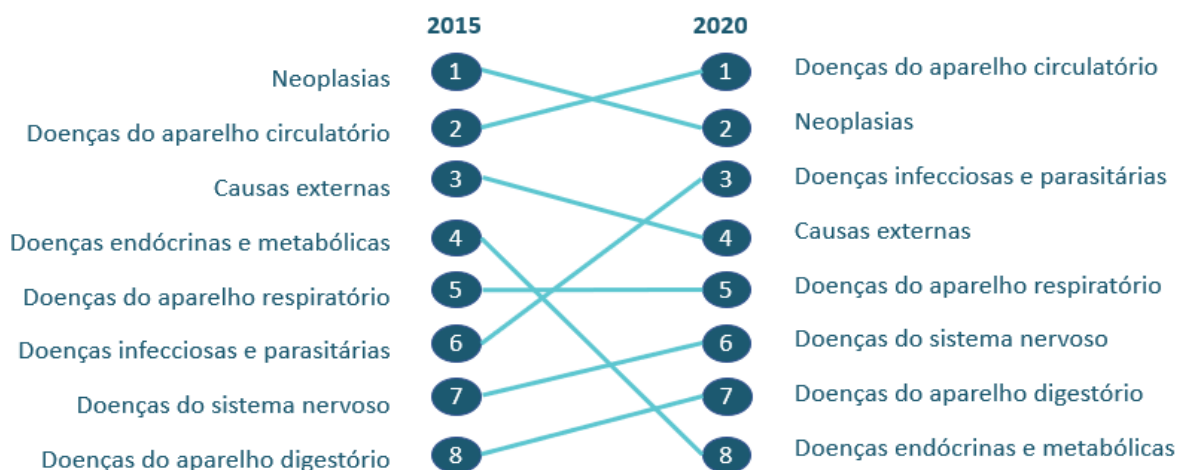 2015 2020
Neoplasias 1 1 Doenças do aparelho circulatório
Doenças do aparelho circulatório 2 2 Neoplasias
Causas externas 3 3 Doenças infecciosas e parasitárias
Doenças endócrinas e metabólicas 4 4 Causas externas
Doenças do aparelho respiratório 5 5 Doenças do aparelho respiratório
Doenças infecciosas e parasitárias 6 6 Doenças do sistema nervoso
Doenças do sistema nervoso 7 7 Doenças do aparelho digestório
Doenças do aparelho digestório 8 8 Doenças endócrinas e metabólicas